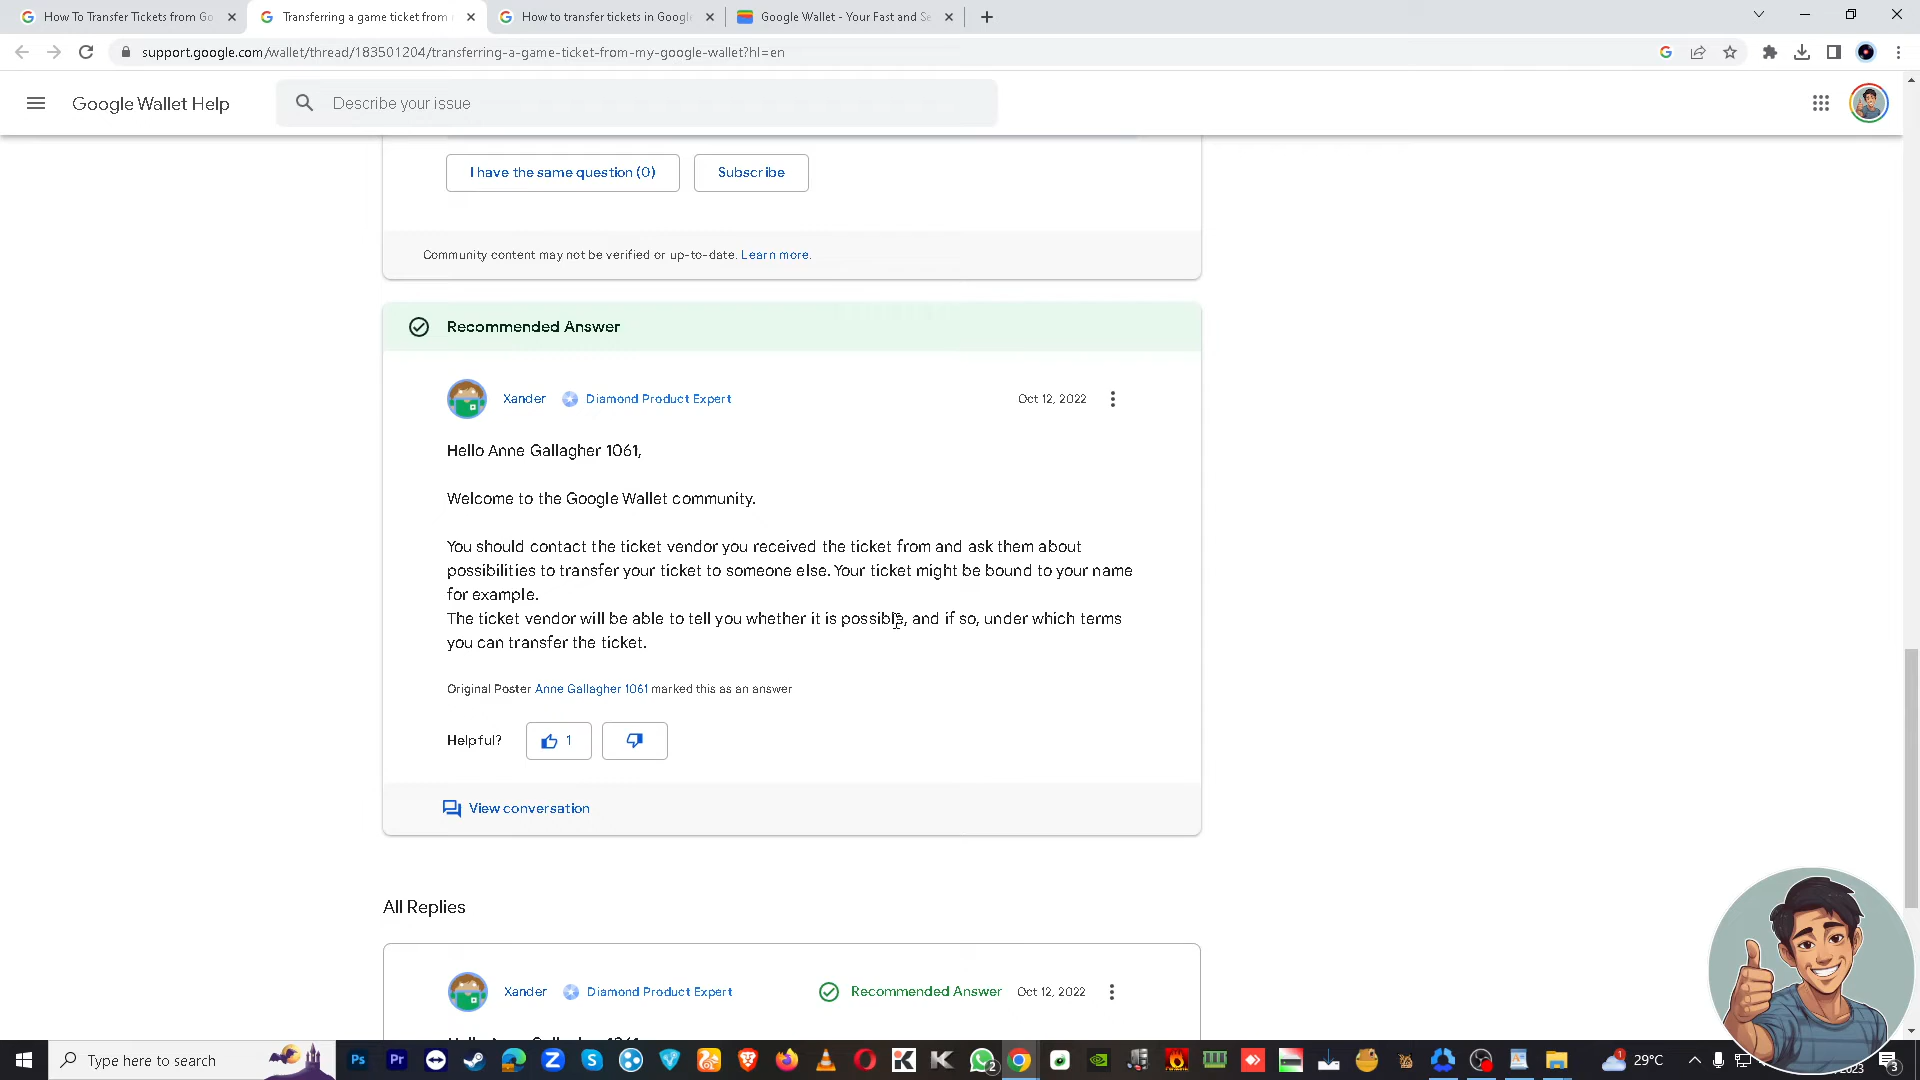 How To Transfer Tickets from Go
Transferring a game ticket from
How to transfer tickets in Google
Google Wallet - Your Fast and Se
support.google.com/wallet/thread/183501204/transferring-a-game-ticket-from-my-google-wallet?hl=en
Google Wallet Help
Describe your issue
I have the same question (0)
Subscribe
Community content may not be verified or up-to-date. Learn more.
Recommended Answer
Xander
Diamond Product Expert
Oct 12, 2022
Hello Anne Gallagher 1061,
Welcome to the Google Wallet community.
You should contact the ticket vendor you received the ticket from and ask them about
possibilities to transfer your ticket to someone else. Your ticket might be bound to your name
for example.
The ticket vendor will be able to tell you whether it is possible, and if so, under which terms
you can transfer the ticket.
Original Poster Anne Gallagher 1061 marked this as an answer
Helpful?
1
View conversation
All Replies
Xander
Diamond Product Expert
Recommended Answer
Oct 12, 2022
Type here to search
Ps
Pr
2
1
29°C
3